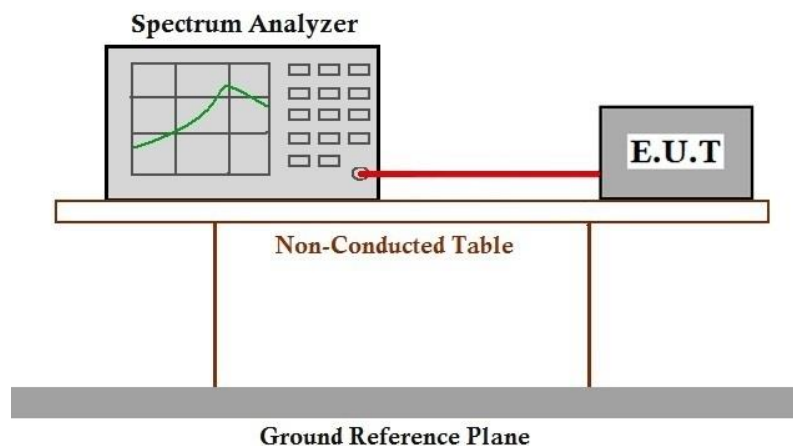 Spectrum Analyzer
E.U.T
Non-Conducted Table
Ground Reference Plane